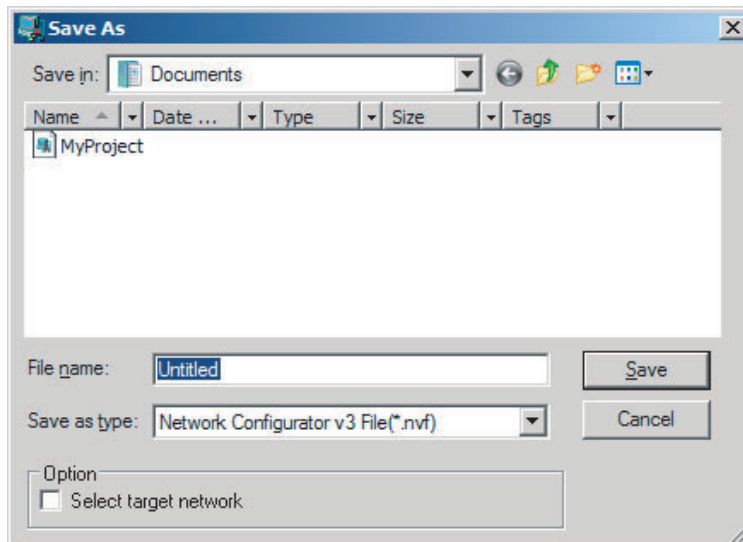 Save As
Save in: Documents
Name Date ... Type Size Tags
MyProject
File name: Untitled Save
Save as type: Network Configurator v3 File(*.nvf) Cancel
Option
Select target network